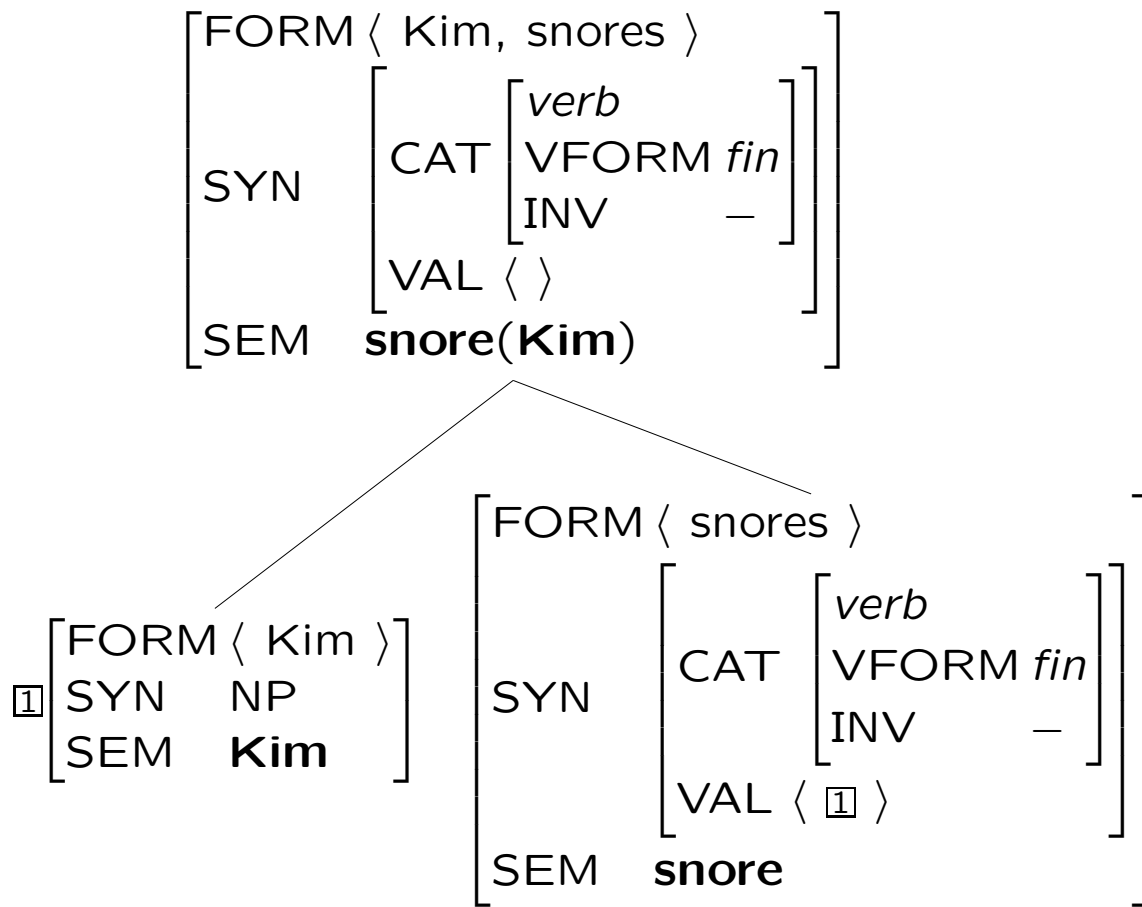 FORM ⟨ Kim, snores ⟩
verb
CAT VFORM fin
SYN
INV –
VAL ⟨ ⟩
SEM snore(Kim)
FORM ⟨ Kim ⟩
1 SYN NP
SEM Kim
FORM ⟨ snores ⟩
verb
CAT VFORM fin
SYN
INV –
VAL ⟨ 1 ⟩
SEM snore